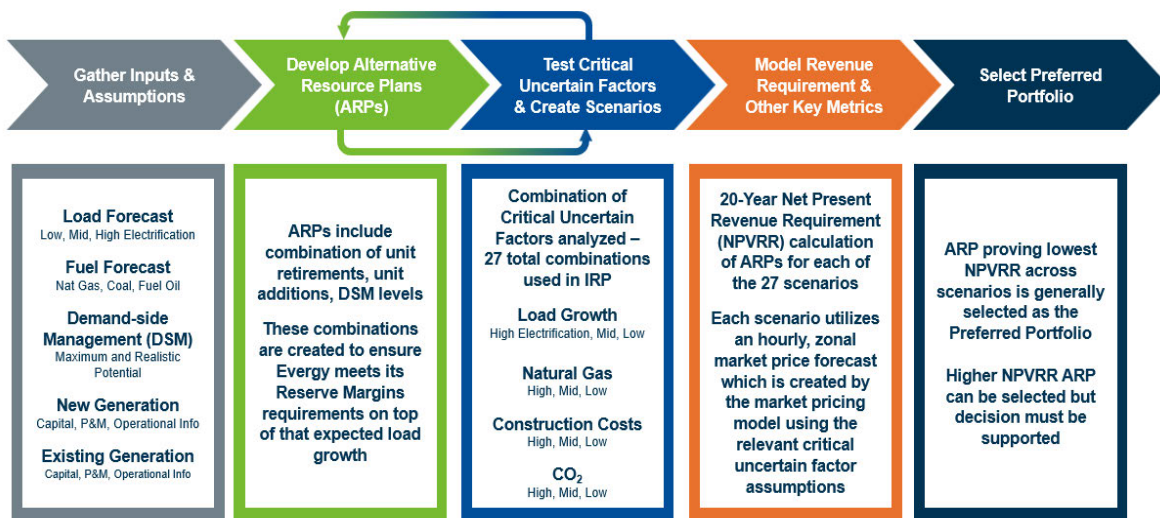 Gather Inputs &
Assumptions
Develop Alternative
Resource Plans
(ARPs)
Test Critical
Uncertain Factors
& Create Scenarios
Model Revenue
Requirement &
Other Key Metrics
Select Preferred
Portfolio
Load Forecast
Low, Mid, High Electrification
Fuel Forecast
Nat Gas, Coal, Fuel Oil
Demand-side
Management (DSM)
Maximum and Realistic
Potential
New Generation
Capital, P&M, Operational Info
Existing Generation
Capital, P&M, Operational Info
ARPs include
combination of unit
retirements, unit
additions, DSM levels
These combinations
are created to ensure
Evergy meets its
Reserve Margins
requirements on top
of that expected load
growth
Combination of
Critical Uncertain
Factors analyzed –
27 total combinations
used in IRP
Load Growth
High Electrification, Mid, Low
Natural Gas
High, Mid, Low
Construction Costs
High, Mid, Low
CO₂
High, Mid, Low
20-Year Net Present
Revenue Requirement
(NPVRR) calculation
of ARPs for each of
the 27 scenarios
Each scenario utilizes
an hourly, zonal
market price forecast
which is created by
the market pricing
model using the
relevant critical
uncertain factor
assumptions
ARP proving lowest
NPVRR across
scenarios is generally
selected as the
Preferred Portfolio
Higher NPVRR ARP
can be selected but
decision must be
supported